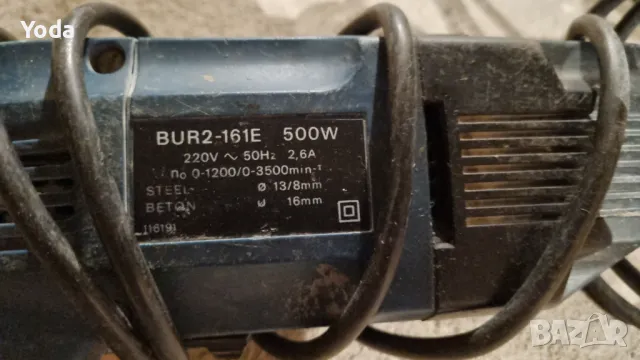 Yoda
BUR2-161E 500W
220V ~ 50Hz 2,6A
no 0-1200/0-3500min-1
STEEL ø 13/8mm
BETON ø 16mm
116191
BAZAR